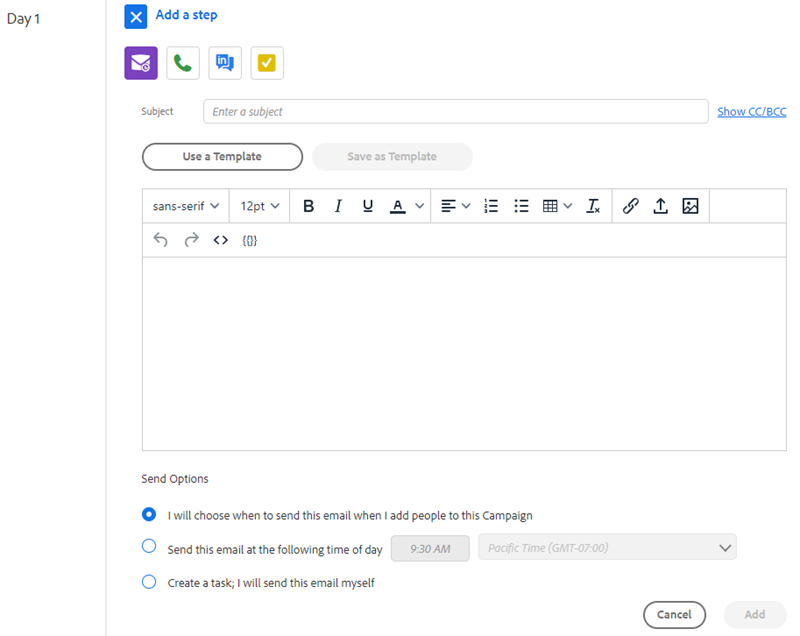 Day 1
Add a step
in
Subject Enter a subject Show CC/BCC
Use a Template Save as Template
sans-serif 12pt B I U A Tx
<> {{}}
Send Options
I will choose when to send this email when I add people to this Campaign
Send this email at the following time of day 9:30 AM Pacific Time (GMT-07:00)
Create a task; I will send this email myself
Cancel Add